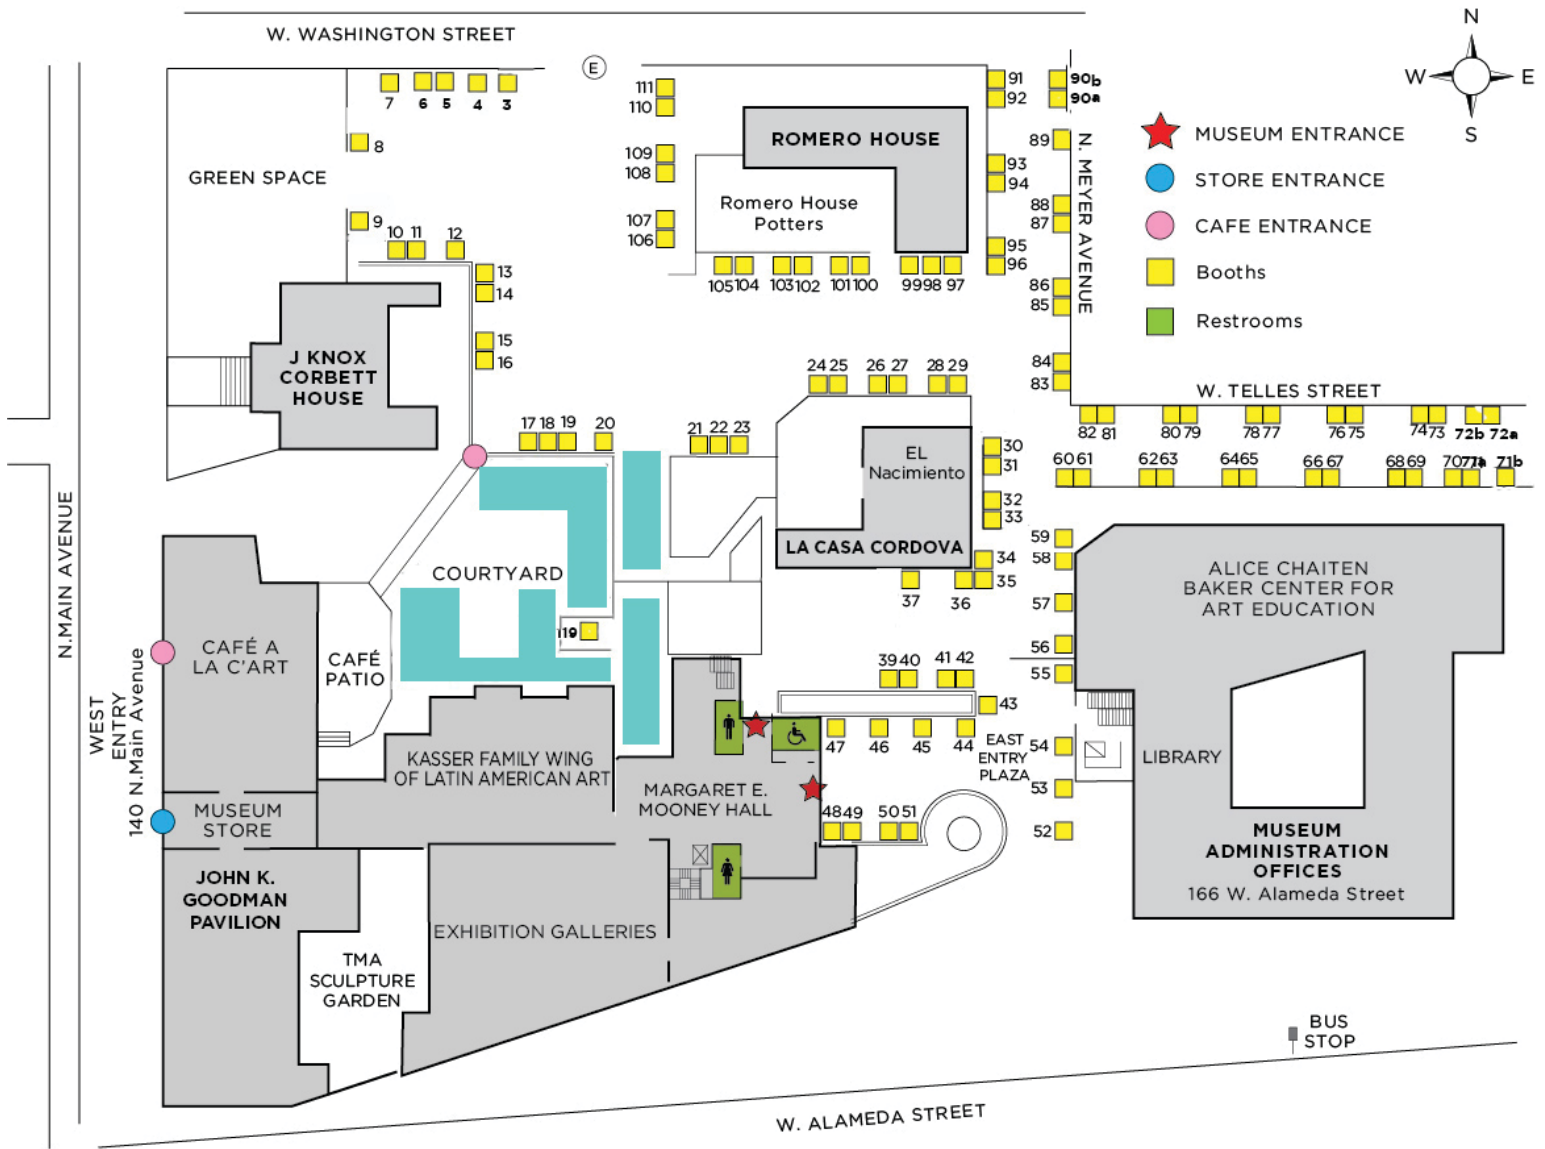 W. WASHINGTON STREET
E
N
W E
S
MUSEUM ENTRANCE
STORE ENTRANCE
CAFE ENTRANCE
Booths
Restrooms
7 6 5 4 3
8
GREEN SPACE
9
10 11 12
13
14
15
16
J KNOX
CORBETT
HOUSE
111
110
109
108
107
106
ROMERO HOUSE
Romero House
Potters
105 104 103 102 101 100 99 98 97
91
92
93
94
95
96
90b
90a
89
88
87
86
85
84
83
N. MEYER AVENUE
W. TELLES STREET
82 81 80 79 78 77 76 75 74 73 72b 72a
60 61 62 63 64 65 66 67 68 69 70 71a 71b
17 18 19 20
21 22 23
24 25 26 27 28 29
30
31
32
33
34
35
36
37
EL
Nacimiento
LA CASA CORDOVA
COURTYARD
119
N.MAIN AVENUE
WEST
ENTRY
140 N.Main Avenue
CAFÉ A
LA C'ART
CAFÉ
PATIO
MUSEUM
STORE
JOHN K.
GOODMAN
PAVILION
TMA
SCULPTURE
GARDEN
KASSER FAMILY WING
OF LATIN AMERICAN ART
EXHIBITION GALLERIES
MARGARET E.
MOONEY HALL
39 40 41 42
43
47 46 45 44
48 49 50 51
EAST
ENTRY
PLAZA
59
58
57
56
55
54
53
52
ALICE CHAITEN
BAKER CENTER FOR
ART EDUCATION
LIBRARY
MUSEUM
ADMINISTRATION
OFFICES
166 W. Alameda Street
BUS
STOP
W. ALAMEDA STREET